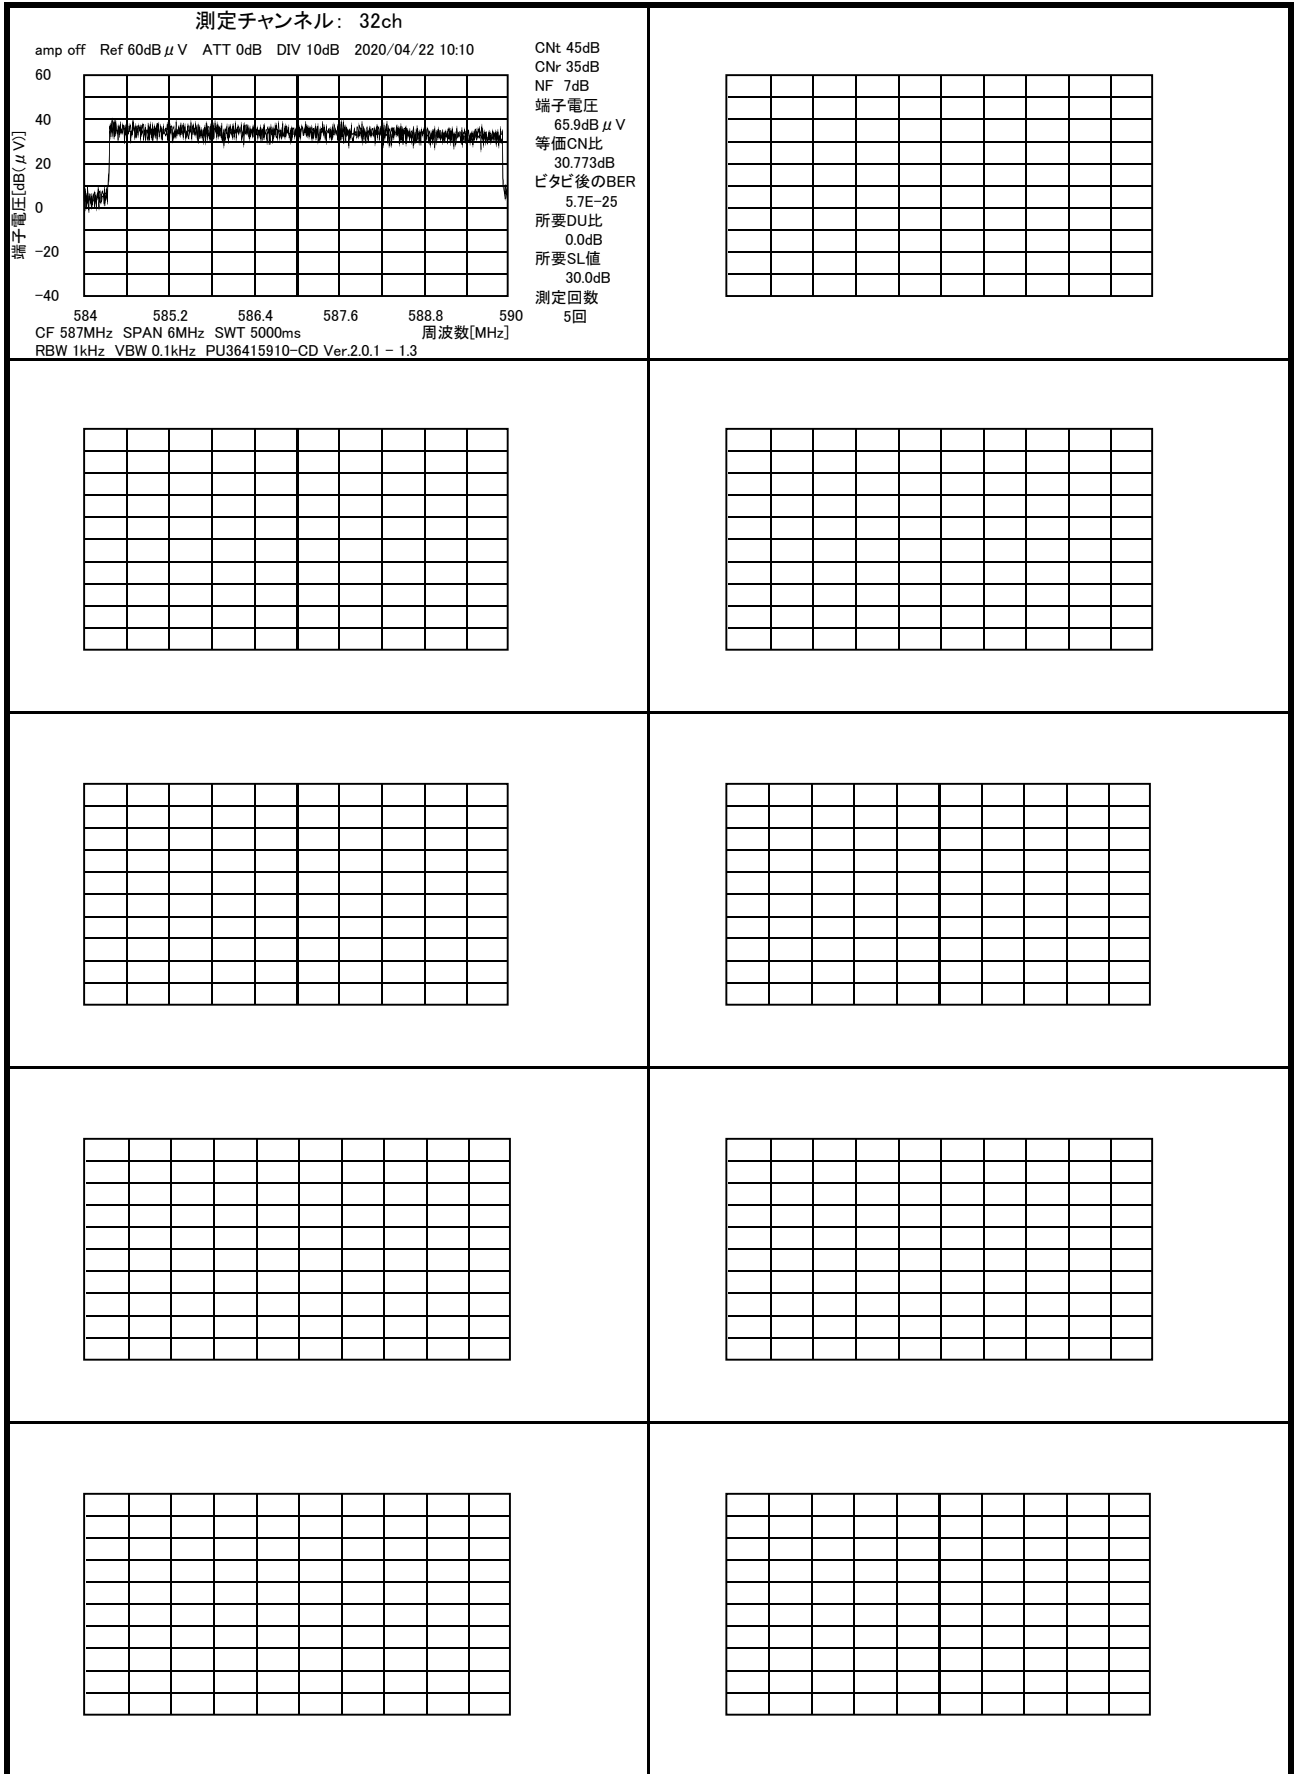 測定チャンネル: 32ch
amp off Ref 60dBμV ATT 0dB DIV 10dB 2020/04/22 10:10
CNt 45dB
CNr 35dB
NF 7dB
端子電圧
65.9dBμV
等価CN比
30.773dB
ビタビ後のBER
5.7E-25
所要DU比
0.0dB
所要SL値
30.0dB
測定回数
5回
端子電圧[dB(μV)]
60
40
20
0
-20
-40
584 585.2 586.4 587.6 588.8 590
CF 587MHz SPAN 6MHz SWT 5000ms 周波数[MHz]
RBW 1kHz VBW 0.1kHz PU36415910-CD Ver.2.0.1 - 1.3